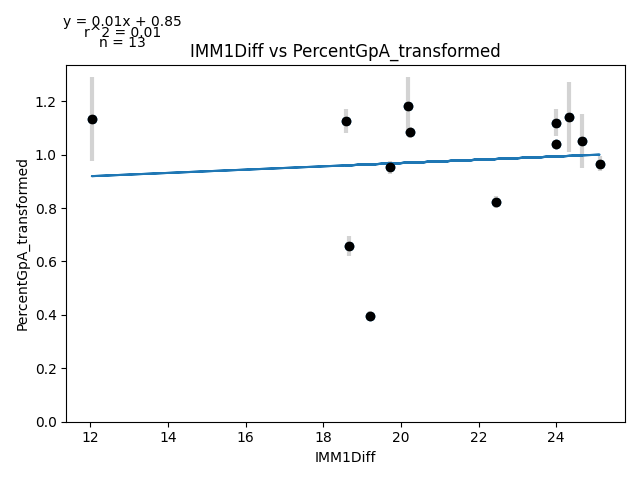 y = 0.01x + 0.85
r^2 = 0.01
n = 13
IMM1Diff vs PercentGpA_transformed
PercentGpA_transformed
1.2
1.0
0.8
0.6
0.4
0.2
0.0
12 14 16 18 20 22 24
IMM1Diff